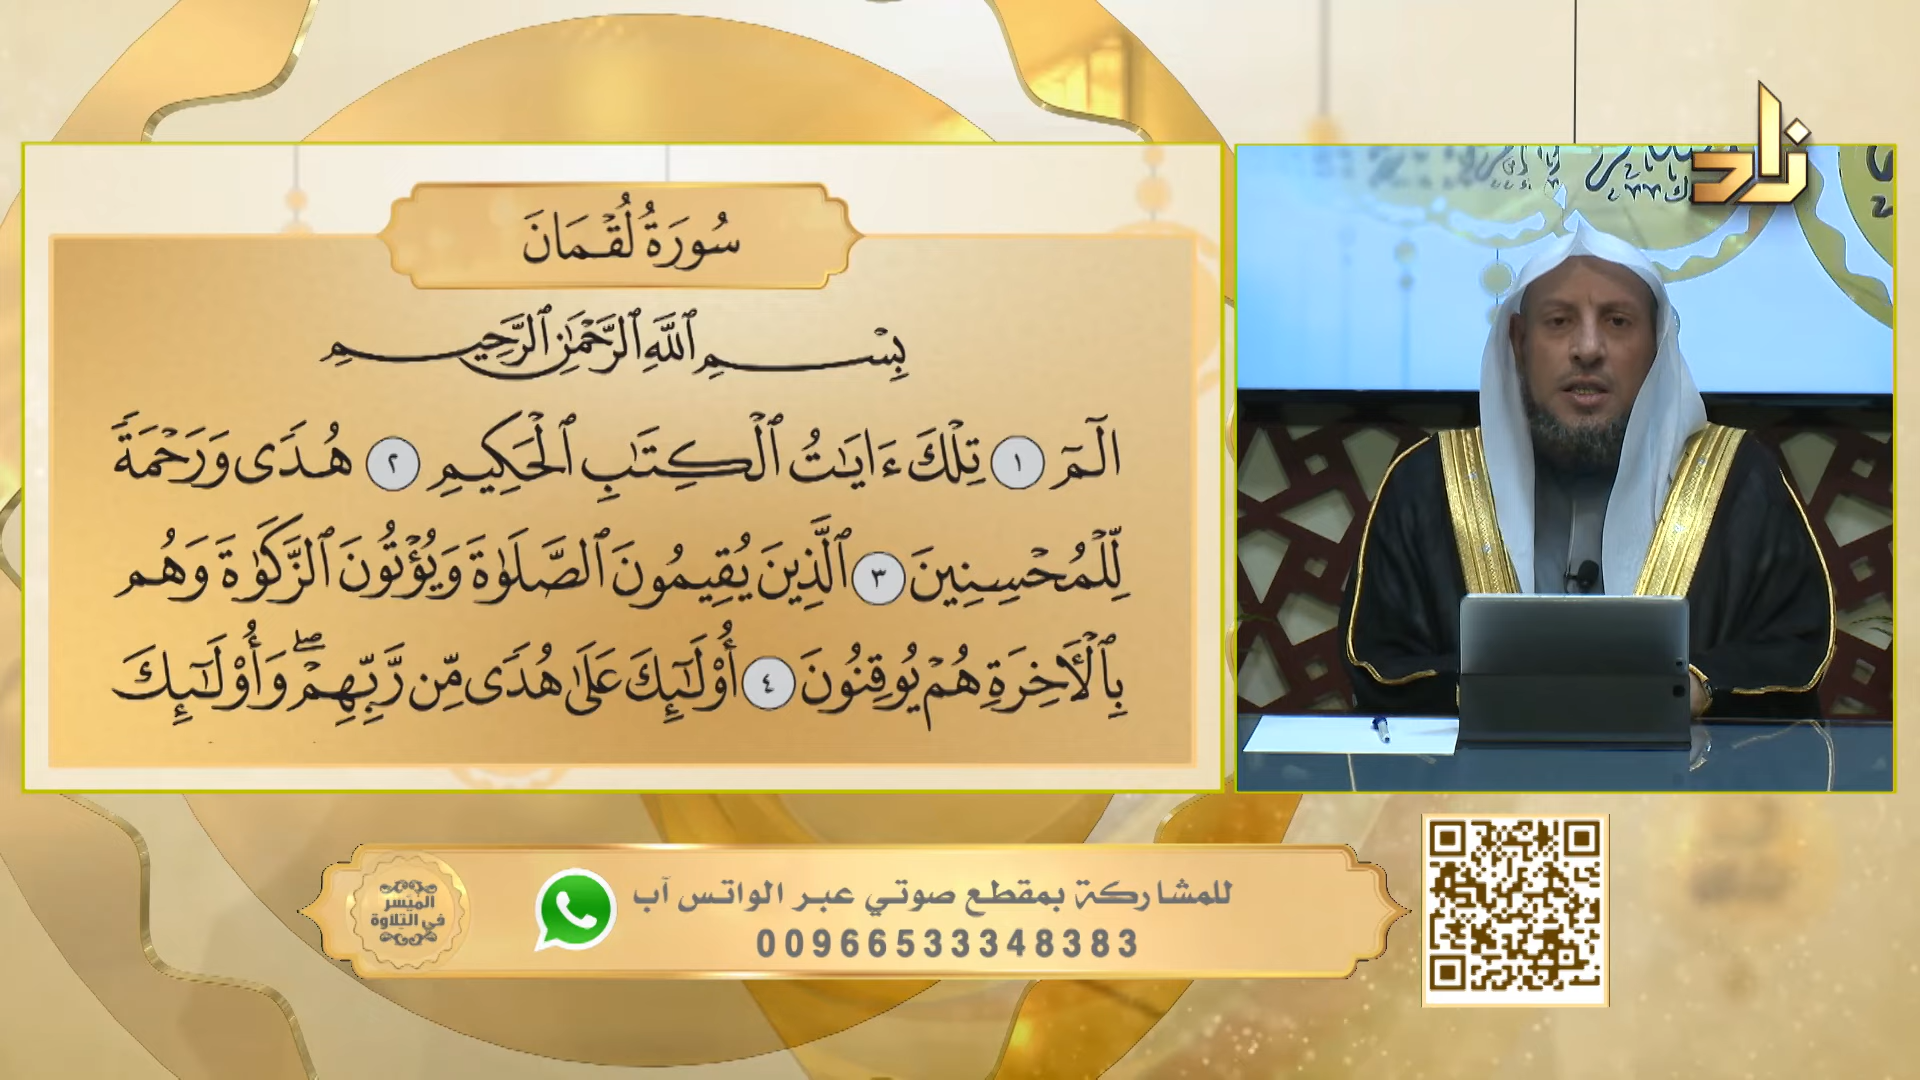 زاد
سُورَةُ لُقْمَانَ
بِسْمِ ٱللَّهِ ٱلرَّحْمَٰنِ ٱلرَّحِيمِ
الٓمٓ ١ تِلْكَ ءَايَٰتُ ٱلْكِتَٰبِ ٱلْحَكِيمِ ٢ هُدًى وَرَحْمَةً
لِّلْمُحْسِنِينَ ٣ ٱلَّذِينَ يُقِيمُونَ ٱلصَّلَوٰةَ وَيُؤْتُونَ ٱلزَّكَوٰةَ وَهُم
بِٱلْأَخِرَةِ هُمْ يُوقِنُونَ ٤ أُوْلَٰٓئِكَ عَلَىٰ هُدًى مِّن رَّبِّهِمْۖ وَأُوْلَٰٓئِكَ
للمشاركة بمقطع صوتي عبر الواتس آب
00966533348383
الميسر
في التلاوة